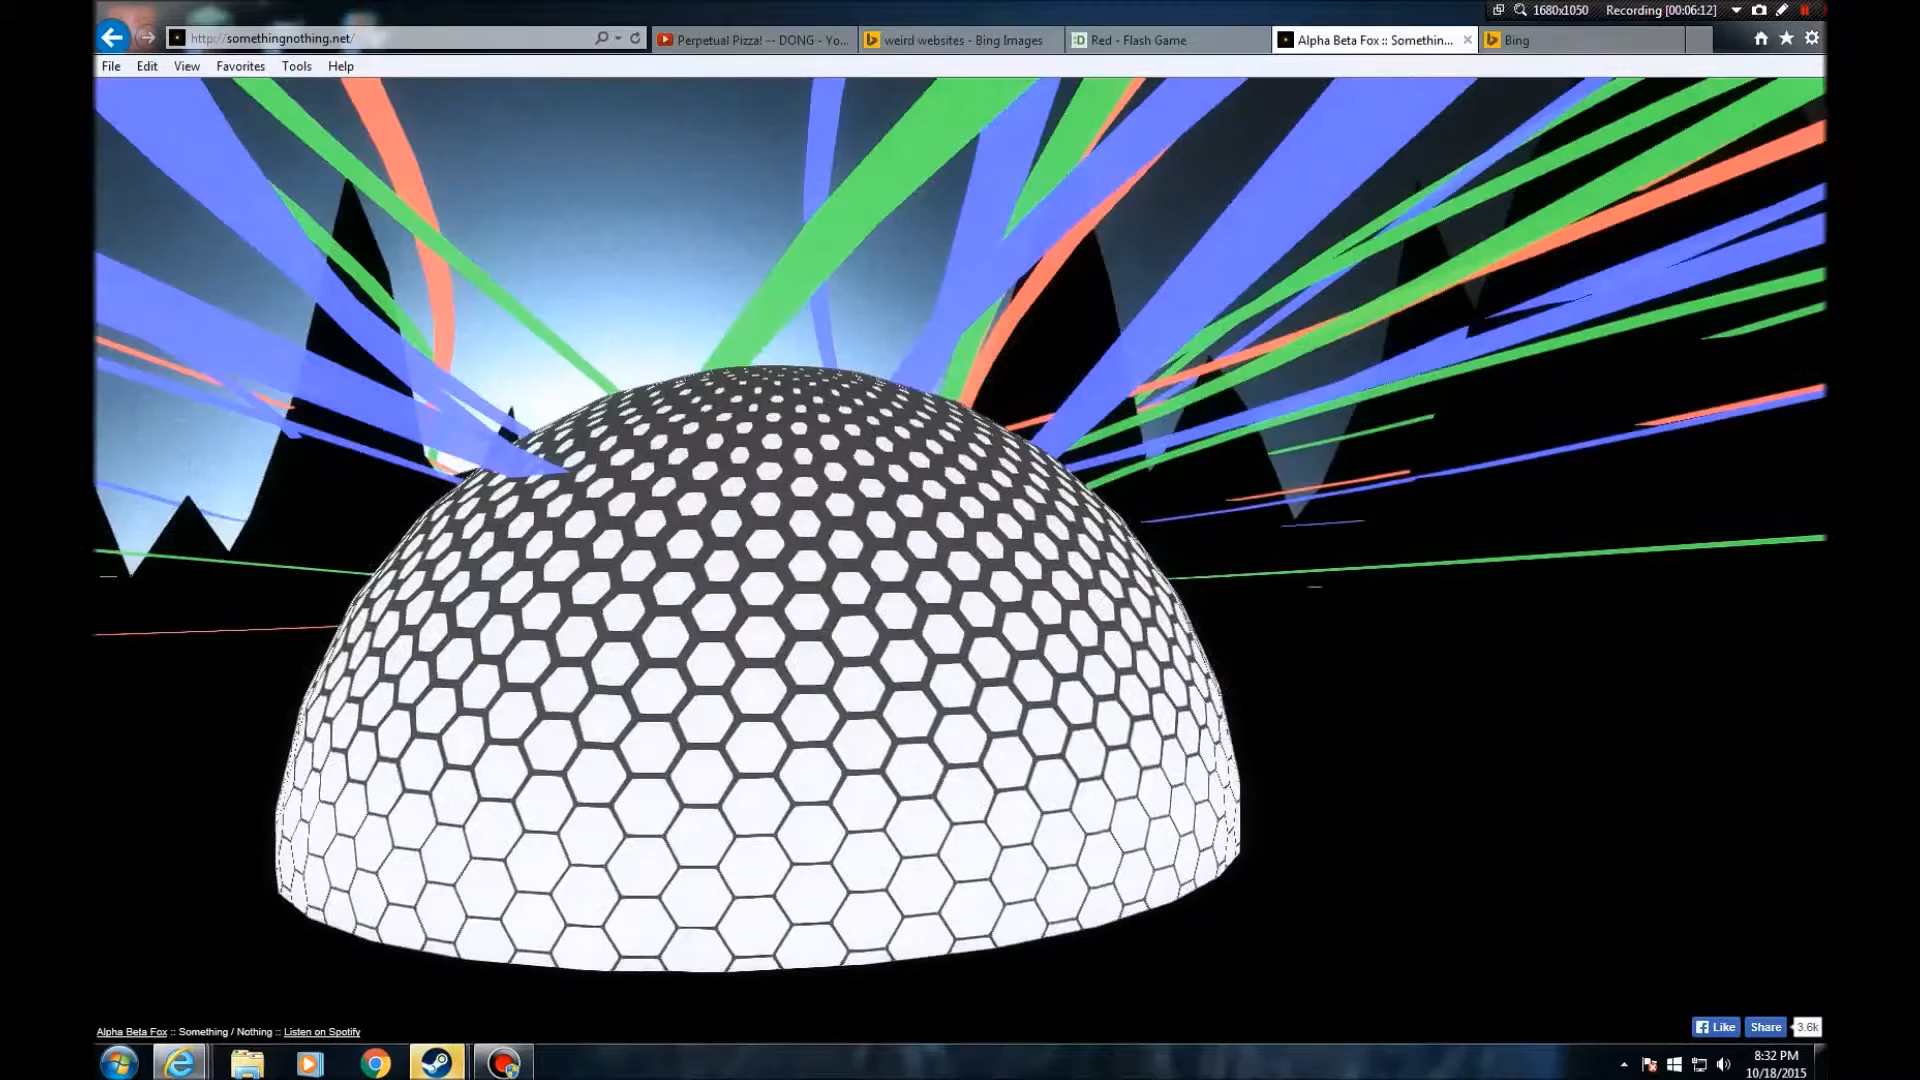 1680x1050 Recording [00:06:12]
http://somethingnothing.net/
Perpetual Pizza! -- DONG - Yo...
weird websites - Bing Images
:D Red - Flash Game
Alpha Beta Fox :: Somethin...
Bing
File Edit View Favorites Tools Help
Alpha Beta Fox :: Something / Nothing :: Listen on Spotify
Like Share 3.6k
8:32 PM
10/18/2015